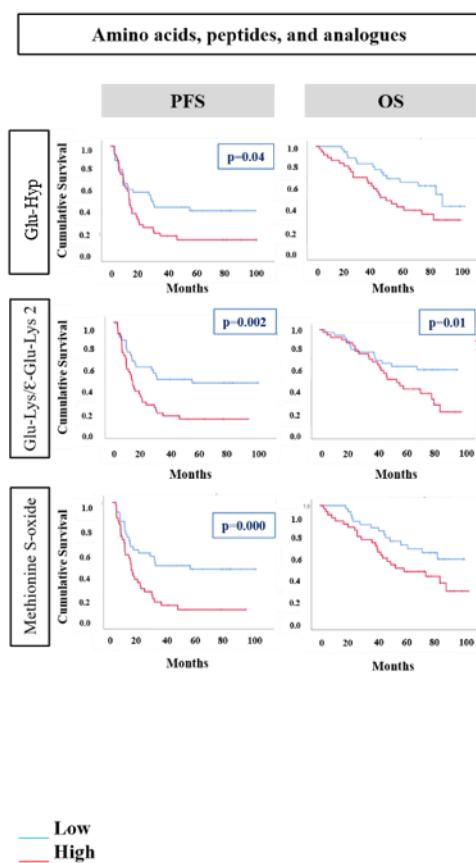 Amino acids, peptides, and analogues
PFS
OS
Glu-Hyp
Cumulative Survival
1.0
0.8
0.6
0.4
0.2
0.0
p=0.04
0 20 40 60 80 100
Months
1.0
0.8
0.6
0.4
0.2
0.0
0 20 40 60 80 100
Months
Glu-Lys/ℇ-Glu-Lys 2
Cumulative Survival
1.0
0.8
0.6
0.4
0.2
0.0
p=0.002
0 20 40 60 80 100
Months
1.0
0.8
0.6
0.4
0.2
0.0
p=0.01
0 20 40 60 80 100
Months
Methionine S-oxide
Cumulative Survival
1.0
0.8
0.6
0.4
0.2
0.0
p=0.000
0 20 40 60 80 100
Months
1.0
1.0
0.8
0.6
0.4
0.2
0.0
0 20 40 60 80 100
Months
Low
High